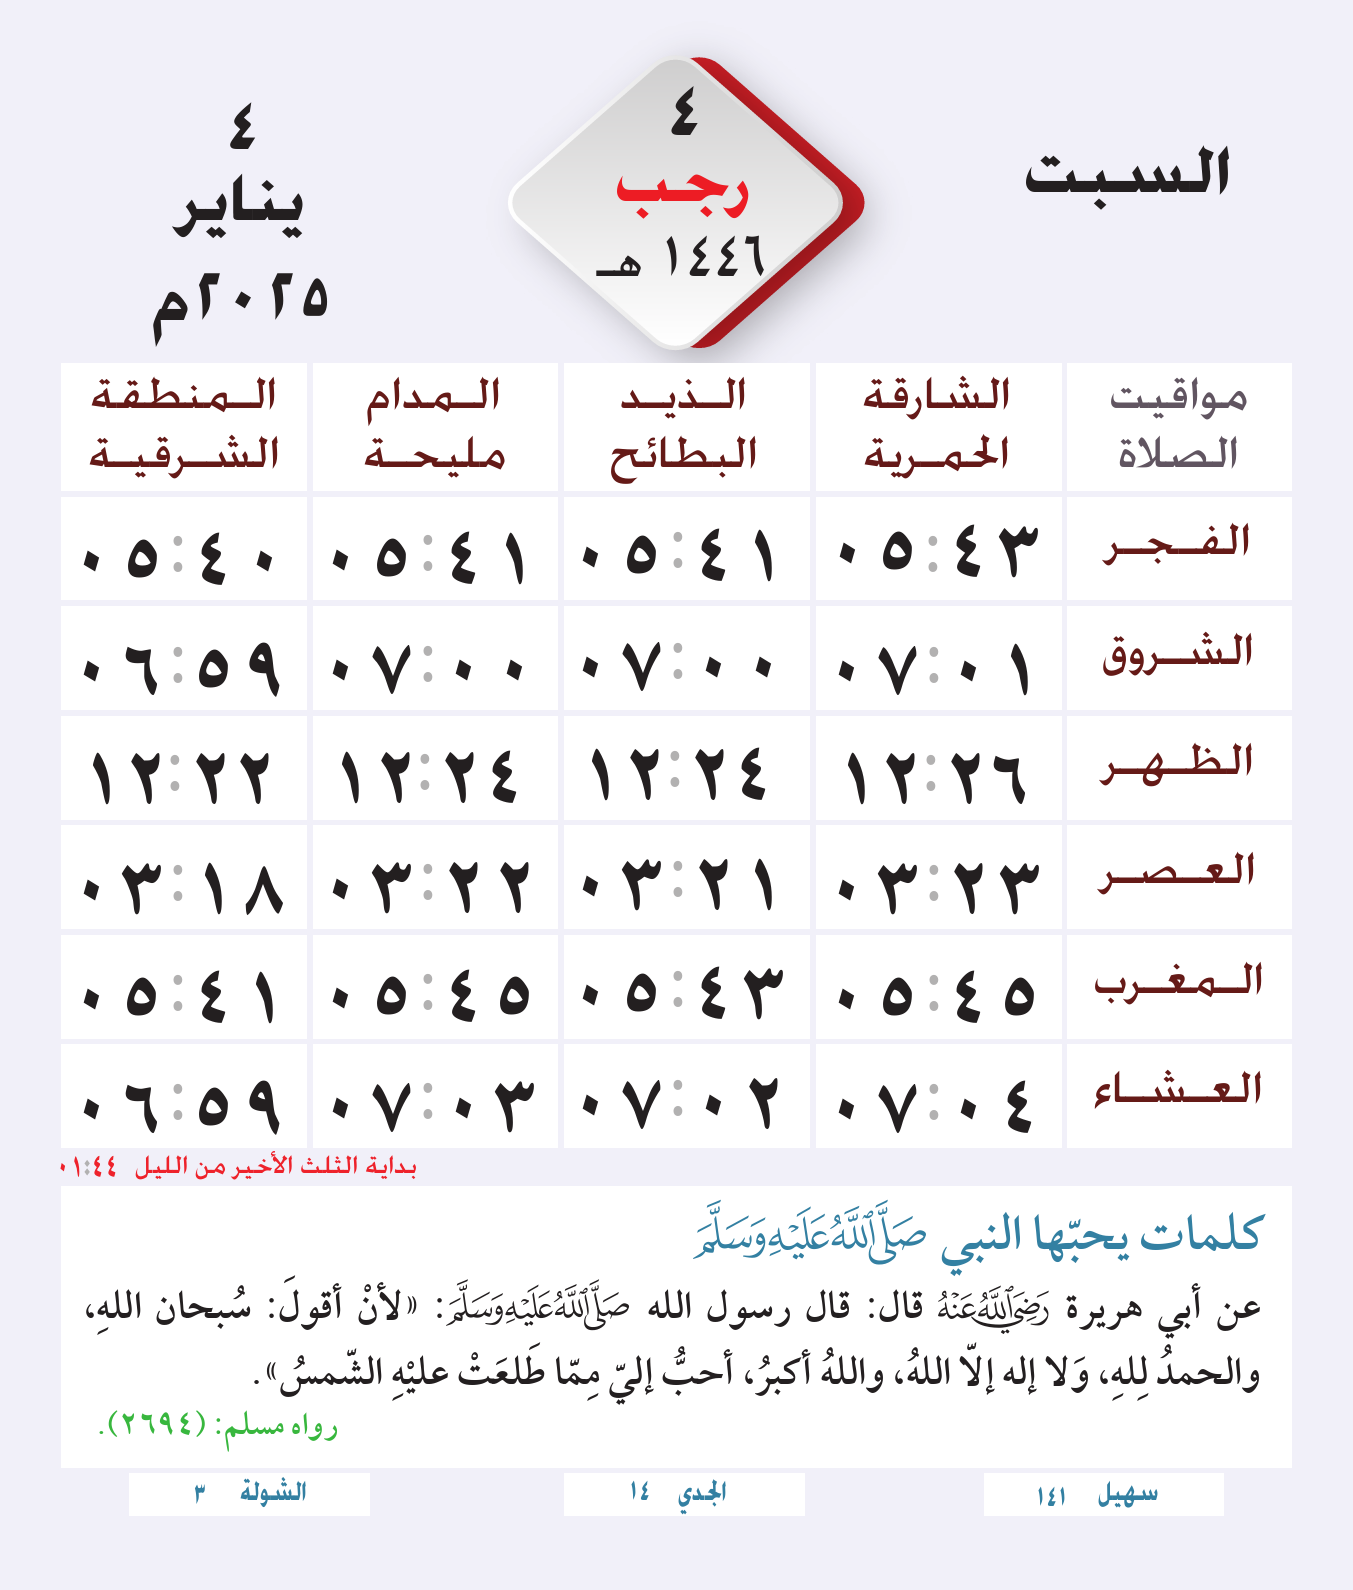 السبت
٤
رجب
١٤٤٦ هـ
٤
يناير
٢٠٢٥م
مواقيت الصلاة الشارقة الحمرية الذيد البطائح المدام مليحة المنطقة الشرقية
الفجر ٠٥:٤٣ ٠٥:٤١ ٠٥:٤١ ٠٥:٤٠
الشروق ٠٧:٠١ ٠٧:٠٠ ٠٧:٠٠ ٠٦:٥٩
الظهر ١٢:٢٦ ١٢:٢٤ ١٢:٢٤ ١٢:٢٢
العصر ٠٣:٢٣ ٠٣:٢١ ٠٣:٢٢ ٠٣:١٨
المغرب ٠٥:٤٥ ٠٥:٤٣ ٠٥:٤٥ ٠٥:٤١
العشاء ٠٧:٠٤ ٠٧:٠٢ ٠٧:٠٣ ٠٦:٥٩
بداية الثلث الأخير من الليل ٠١:٤٤
كلمات يحبّها النبي صَلَّى اللَّهُ عَلَيْهِ وَسَلَّمَ
عن أبي هريرة رَضِيَ اللَّهُ عَنْهُ قال: قال رسول الله صَلَّى اللَّهُ عَلَيْهِ وَسَلَّمَ: «لأنْ أقولَ: سُبحان اللهِ،
والحمدُ لِلهِ، وَلا إله إلّا اللهُ، واللهُ أكبرُ، أحبُّ إليّ مِمّا طَلعَتْ عليْهِ الشّمسُ».
رواه مسلم: (٢٦٩٤).
سهيل ١٤١
الجدي ١٤
الشولة ٣